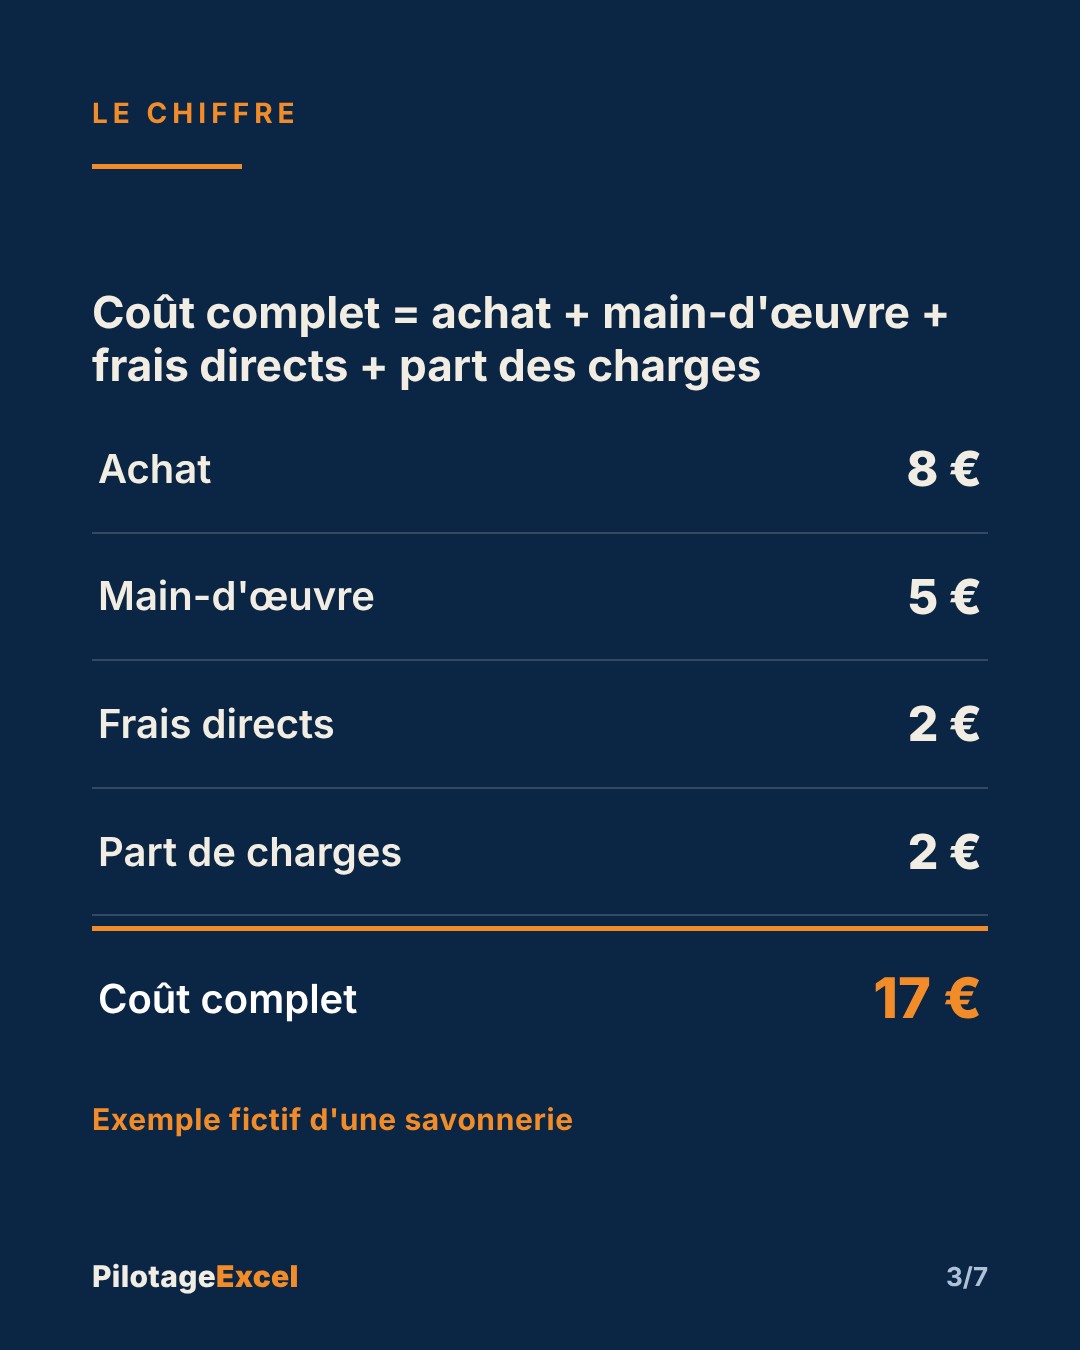 LE CHIFFRE
Coût complet = achat + main-d'œuvre +
frais directs + part des charges
Achat 8 €
Main-d'œuvre 5 €
Frais directs 2 €
Part de charges 2 €
Coût complet 17 €
Exemple fictif d'une savonnerie
PilotageExcel 3/7